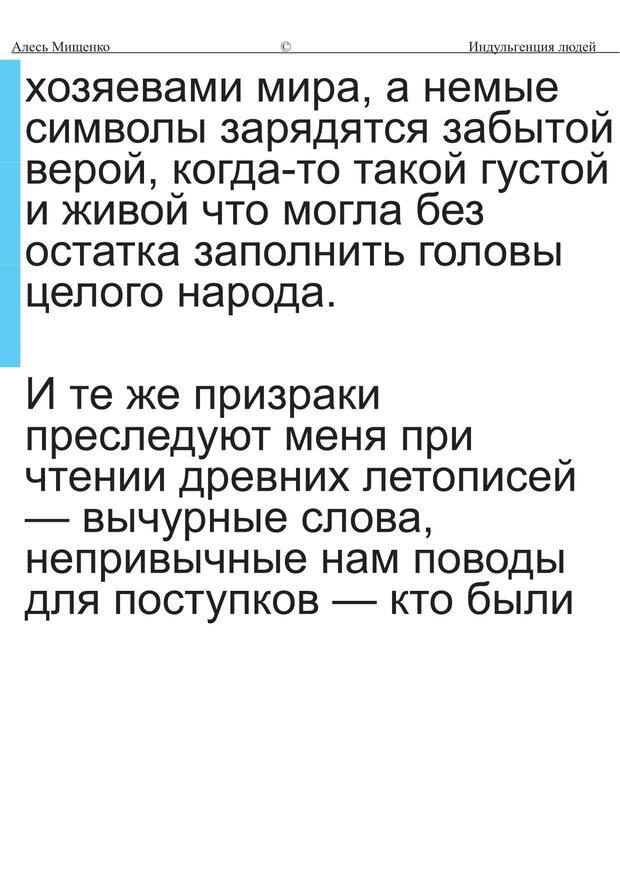 Алесь Мищенко © Индульгенция людей
хозяевами мира, а немые
символы зарядятся забытой
верой, когда-то такой густой
и живой что могла без
остатка заполнить головы
целого народа.
И те же призраки
преследуют меня при
чтении древних летописей
— вычурные слова,
непривычные нам поводы
для поступков — кто были